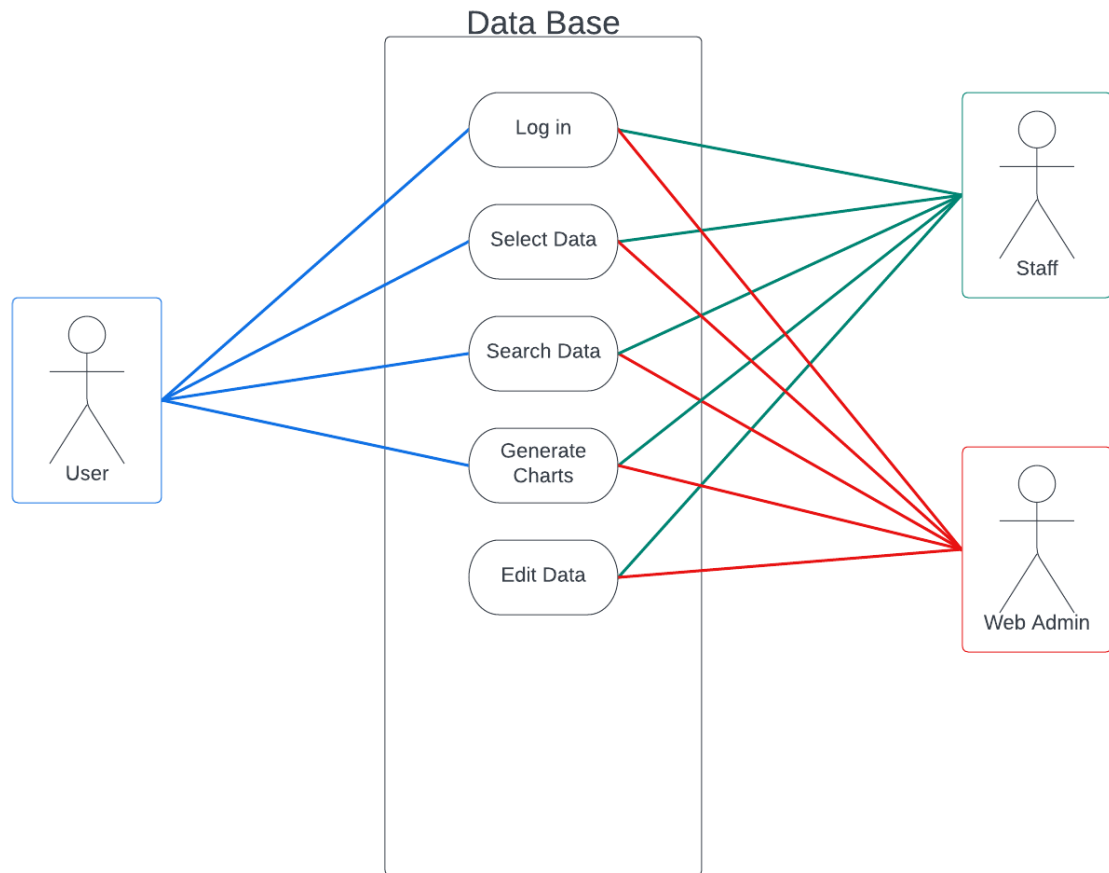 Data Base
Log in
Select Data
Search Data
Generate
Charts
Edit Data
User
Staff
Web Admin